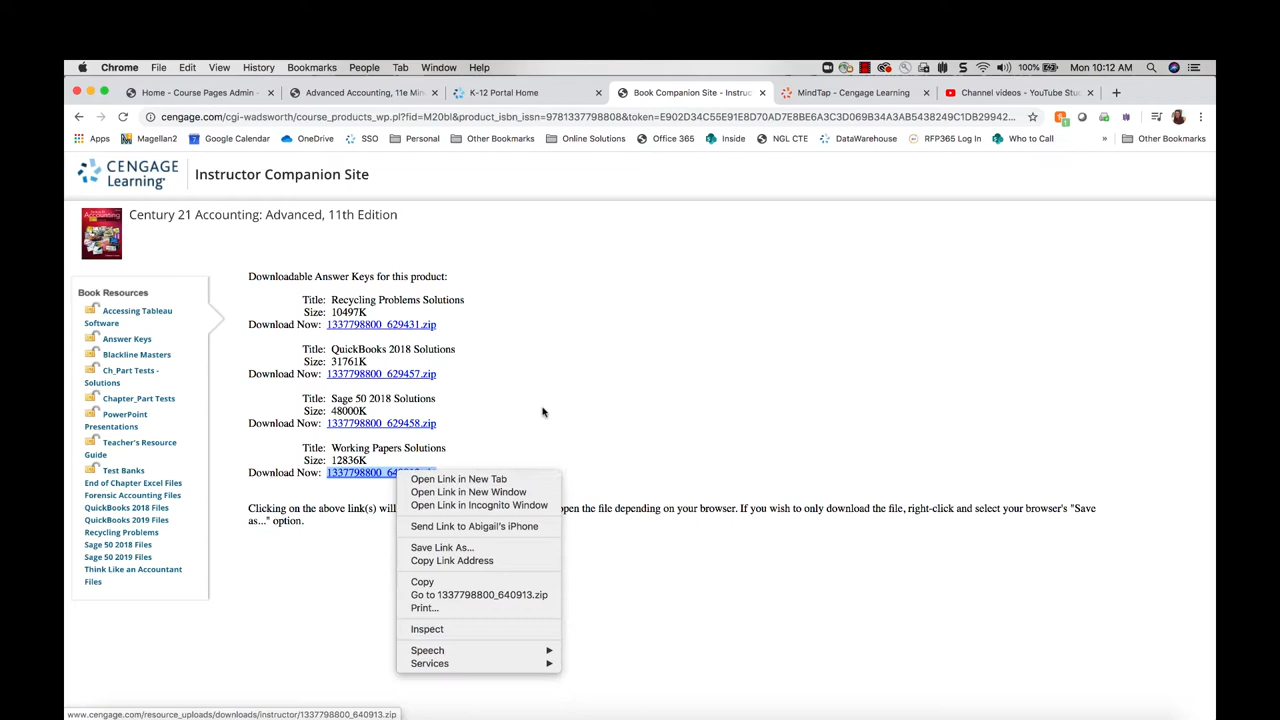 Chrome File Edit View History Bookmarks People Tab Window Help 100% Mon 10:12 AM
Home - Course Pages Admin - Advanced Accounting, 11e Min K-12 Portal Home Book Companion Site - Instruc MindTap - Cengage Learning Channel videos - YouTube Stu
cengage.com/cgi-wadsworth/course_products_wp.pl?fid=M20bI&product_isbn_issn=9781337798808&token=E902D34C55E91E8D70AD7E8BE6A3C3D069B34A3AB5438249C1DB29942...
Apps Magellan2 Google Calendar OneDrive SSO Personal Other Bookmarks Online Solutions Office 365 Inside NGL CTE DataWarehouse RFP365 Log In Who to Call » Other Bookmarks
CENGAGE Learning™ Instructor Companion Site
Century 21 Accounting: Advanced, 11th Edition
Book Resources
Accessing Tableau
Software
Answer Keys
Blackline Masters
Ch_Part Tests -
Solutions
Chapter_Part Tests
PowerPoint
Presentations
Teacher's Resource
Guide
Test Banks
End of Chapter Excel Files
Forensic Accounting Files
QuickBooks 2018 Files
QuickBooks 2019 Files
Recycling Problems
Sage 50 2018 Files
Sage 50 2019 Files
Think Like an Accountant
Files
Downloadable Answer Keys for this product:
Title: Recycling Problems Solutions
Size: 10497K
Download Now: 1337798800_629431.zip
Title: QuickBooks 2018 Solutions
Size: 31761K
Download Now: 1337798800_629457.zip
Title: Sage 50 2018 Solutions
Size: 48000K
Download Now: 1337798800_629458.zip
Title: Working Papers Solutions
Size: 12836K
Download Now: 1337798800_
Clicking on the above link(s) will open the file depending on your browser. If you wish to only download the file, right-click and select your browser's "Save
as..." option.
Open Link in New Tab
Open Link in New Window
Open Link in Incognito Window
Send Link to Abigail's iPhone
Save Link As...
Copy Link Address
Copy
Go to 1337798800_640913.zip
Print...
Inspect
Speech
Services
www.cengage.com/resource_uploads/downloads/instructor/1337798800_640913.zip